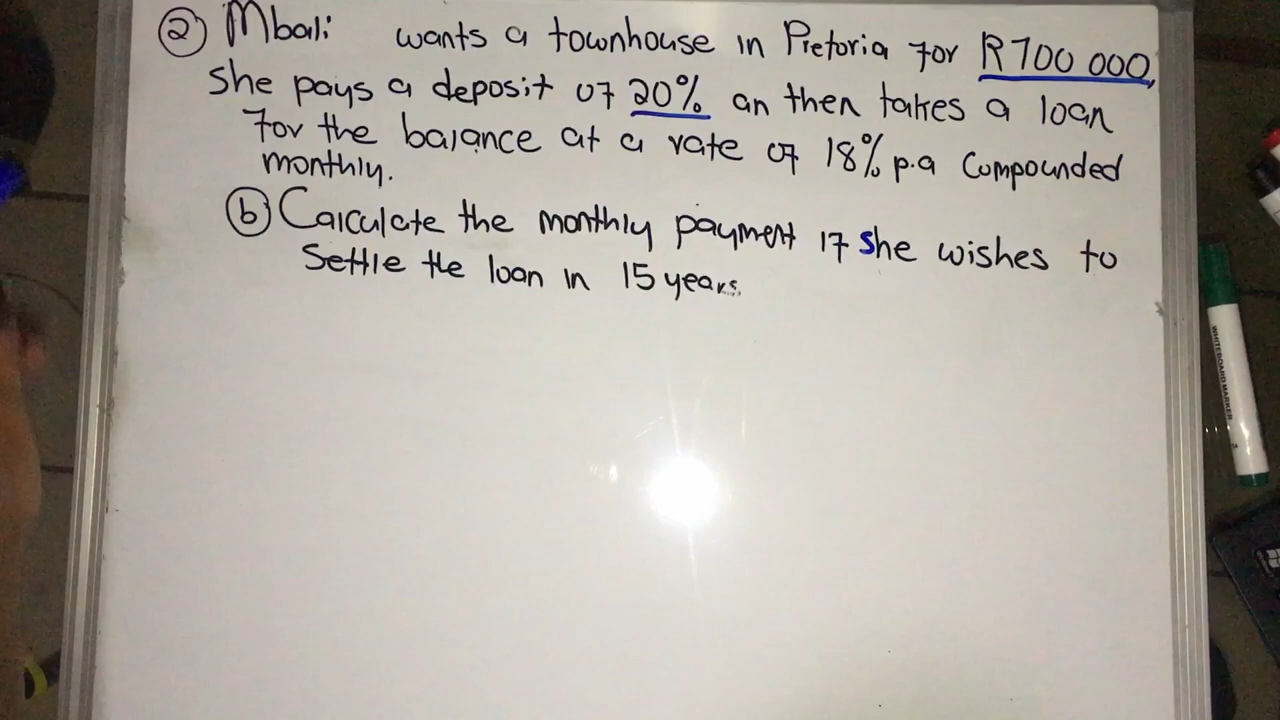 ② Mbali wants a townhouse in Pretoria for R700 000,
She pays a deposit of 20% an then takes a loan
For the balance at a rate of 18% p.a Compounded
monthly.
ⓑ Calculate the monthly payment if she wishes to
Settle the loan in 15 years.
WHITEBOARD MARKER